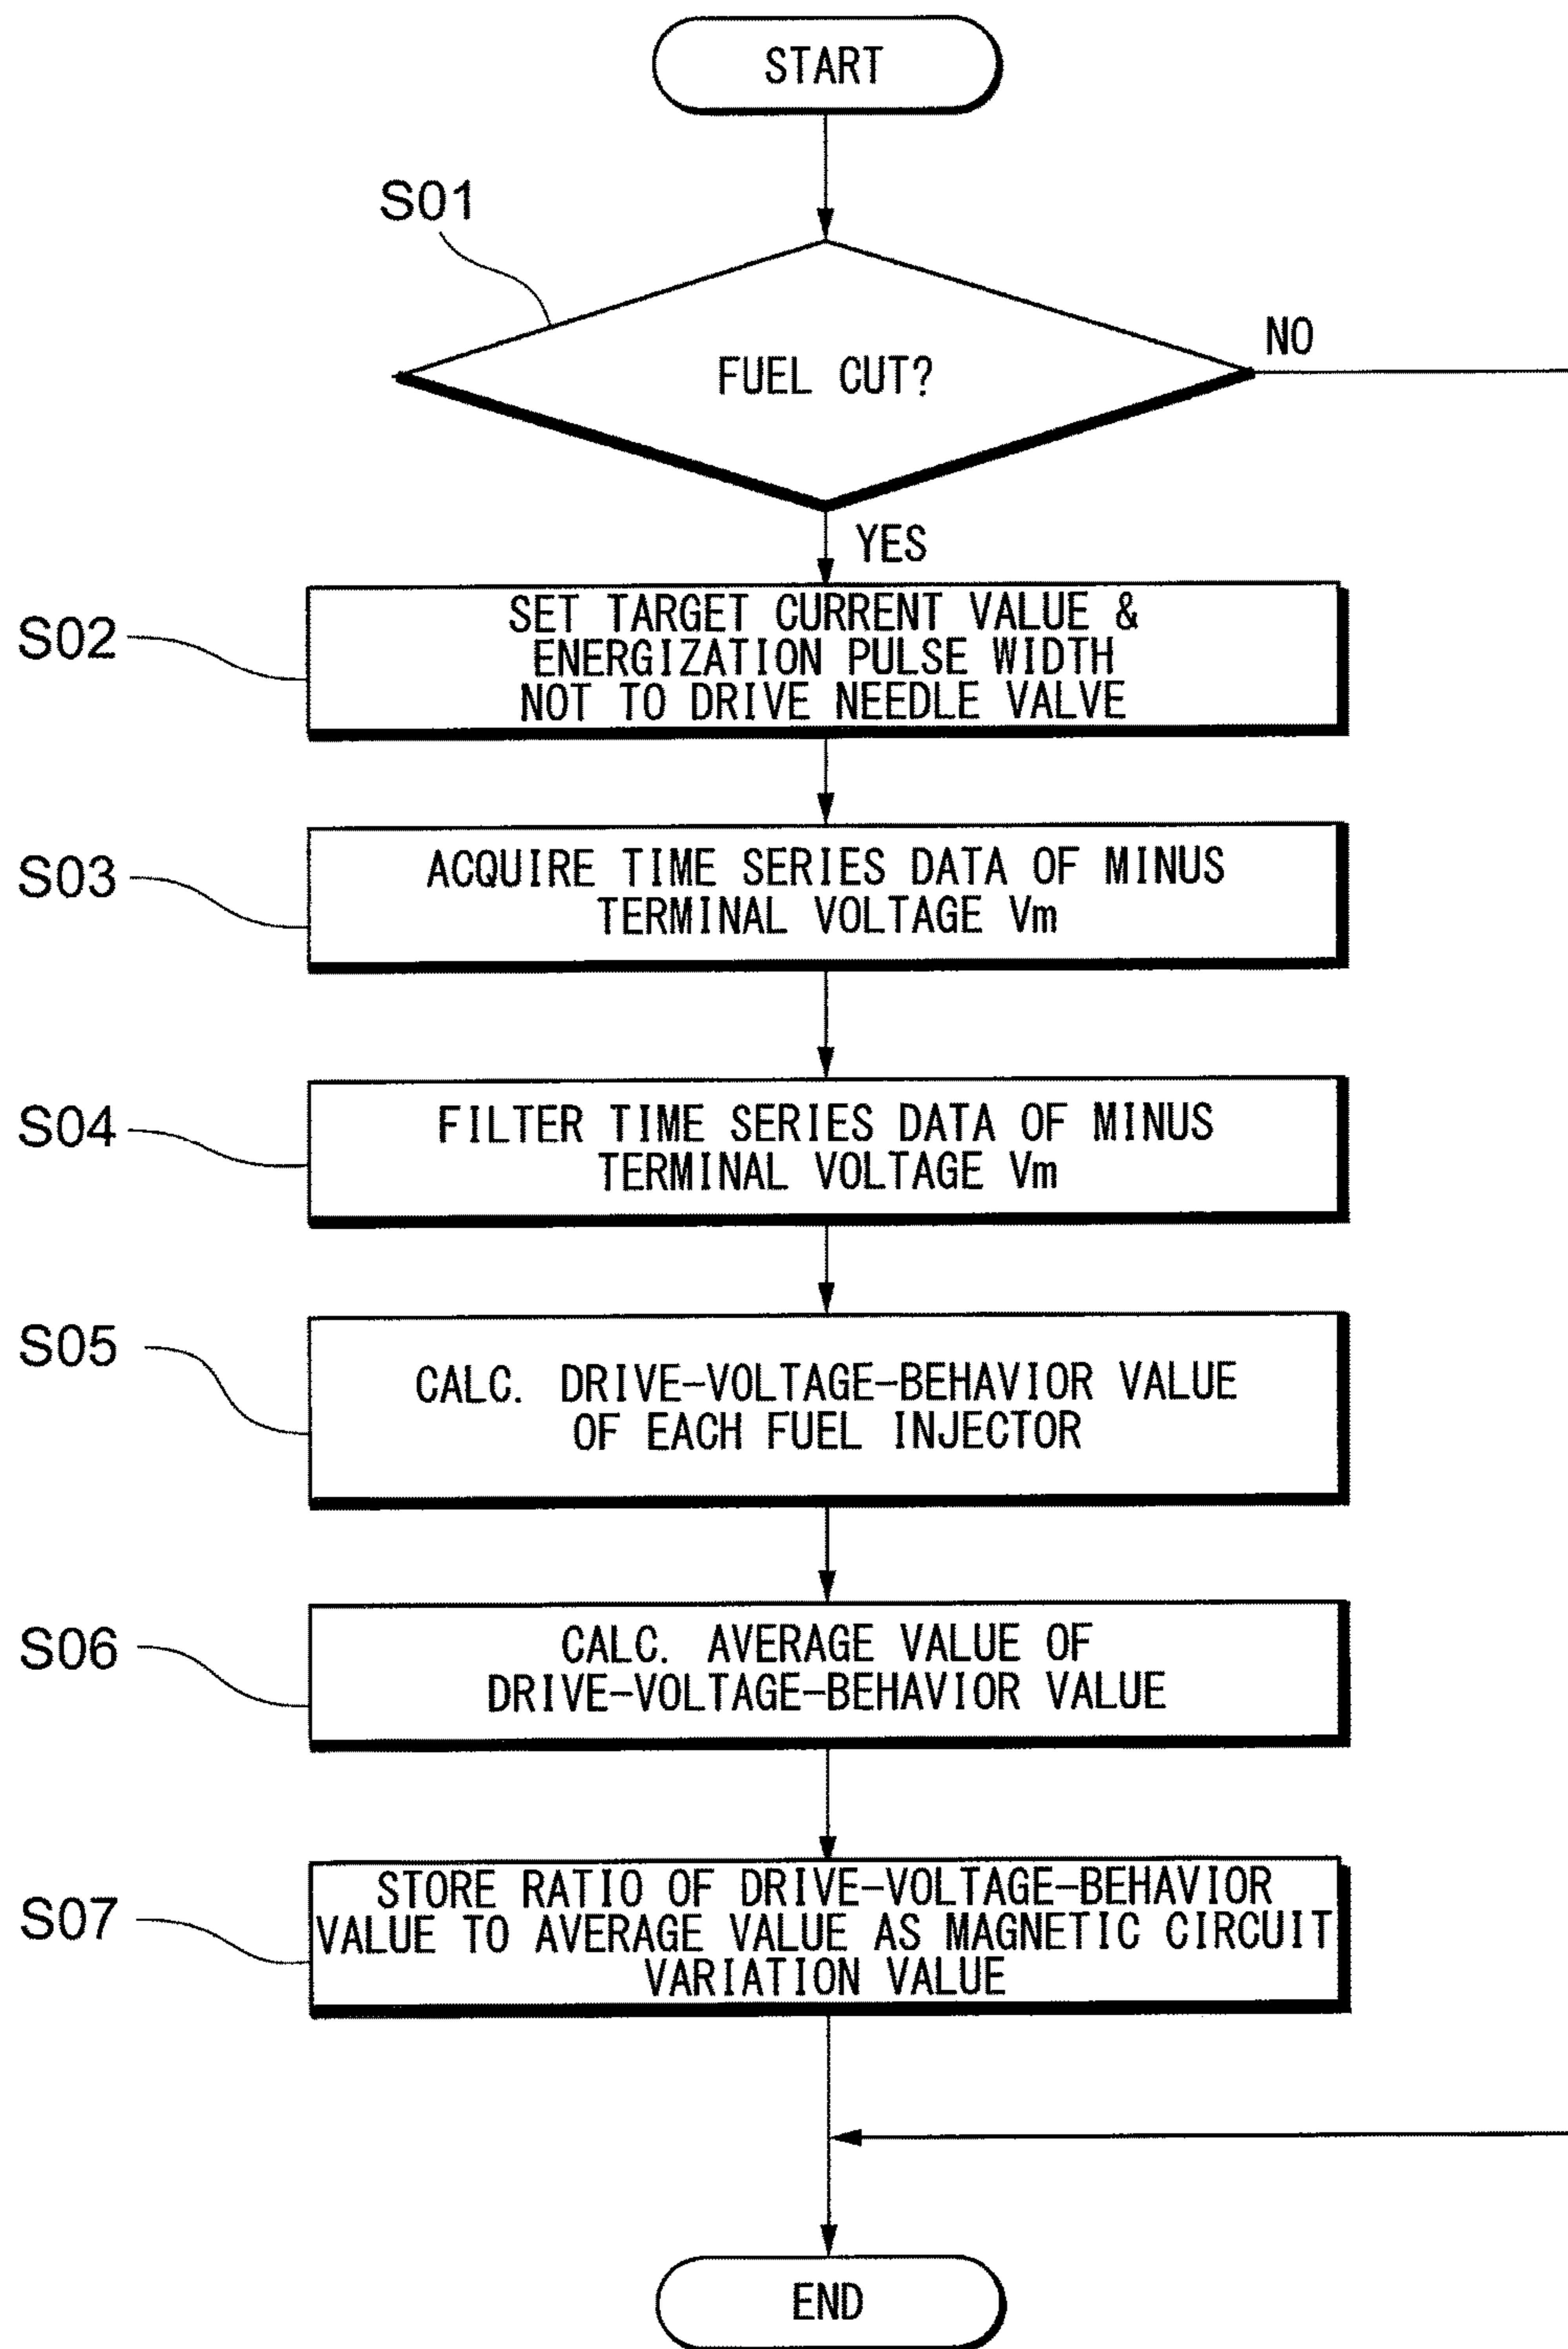 START
S01
FUEL CUT?
NO
YES
S02
SET TARGET CURRENT VALUE &
ENERGIZATION PULSE WIDTH
NOT TO DRIVE NEEDLE VALVE
S03
ACQUIRE TIME SERIES DATA OF MINUS
TERMINAL VOLTAGE Vm
S04
FILTER TIME SERIES DATA OF MINUS
TERMINAL VOLTAGE Vm
S05
CALC. DRIVE-VOLTAGE-BEHAVIOR VALUE
OF EACH FUEL INJECTOR
S06
CALC. AVERAGE VALUE OF
DRIVE-VOLTAGE-BEHAVIOR VALUE
S07
STORE RATIO OF DRIVE-VOLTAGE-BEHAVIOR
VALUE TO AVERAGE VALUE AS MAGNETIC CIRCUIT
VARIATION VALUE
END